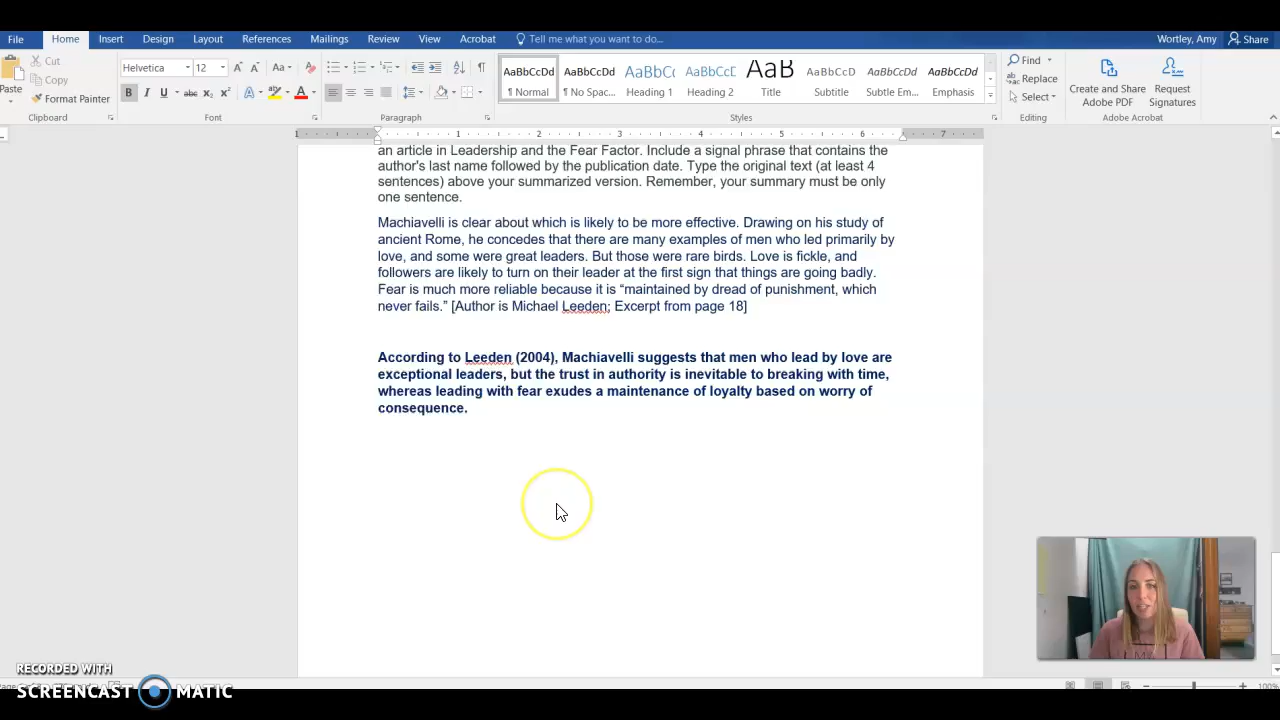 File Home Insert Design Layout References Mailings Review View Acrobat Tell me what you want to do... Wortley, Amy Share
Paste Cut Copy Format Painter Clipboard
Helvetica 12 Aa Font
Paragraph
AaBbCcDd AaBbCcDd AaBbCc AaBbCcD AaB AaBbCcD AaBbCcDd AaBbCcDd
¶ Normal ¶ No Spac... Heading 1 Heading 2 Title Subtitle Subtle Em... Emphasis
Styles
Find Replace Select Editing
Create and Share Adobe PDF Request Signatures
Adobe Acrobat
1 1 2 3 4 5 6 7
an article in Leadership and the Fear Factor. Include a signal phrase that contains the
author's last name followed by the publication date. Type the original text (at least 4
sentences) above your summarized version. Remember, your summary must be only
one sentence.
Machiavelli is clear about which is likely to be more effective. Drawing on his study of
ancient Rome, he concedes that there are many examples of men who led primarily by
love, and some were great leaders. But those were rare birds. Love is fickle, and
followers are likely to turn on their leader at the first sign that things are going badly.
Fear is much more reliable because it is “maintained by dread of punishment, which
never fails.” [Author is Michael Leeden; Excerpt from page 18]
According to Leeden (2004), Machiavelli suggests that men who lead by love are
exceptional leaders, but the trust in authority is inevitable to breaking with time,
whereas leading with fear exudes a maintenance of loyalty based on worry of
consequence.
RECORDED WITH
SCREENCAST MATIC
100%